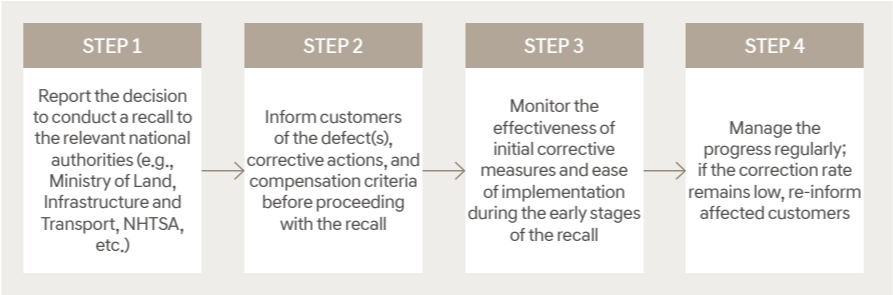 STEP 1
Report the decision
to conduct a recall to
the relevant national
authorities (e.g.,
Ministry of Land,
Infrastructure and
Transport, NHTSA,
etc.)
STEP 2
Inform customers
of the defect(s),
corrective actions, and
compensation criteria
before proceeding
with the recall
STEP 3
Monitor the
effectiveness of
initial corrective
measures and ease
of implementation
during the early stages
of the recall
STEP 4
Manage the
progress regularly;
if the correction rate
remains low, re-inform
affected customers